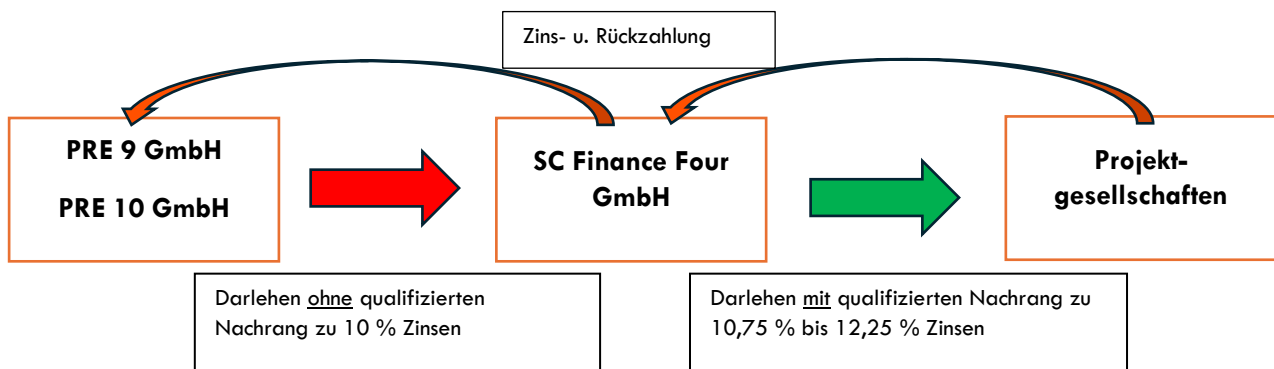 Zins- u. Rückzahlung
PRE 9 GmbH
PRE 10 GmbH
SC Finance Four
GmbH
Projekt-
gesellschaften
Darlehen ohne qualifizierten
Nachrang zu 10 % Zinsen
Darlehen mit qualifizierten Nachrang zu
10,75 % bis 12,25 % Zinsen